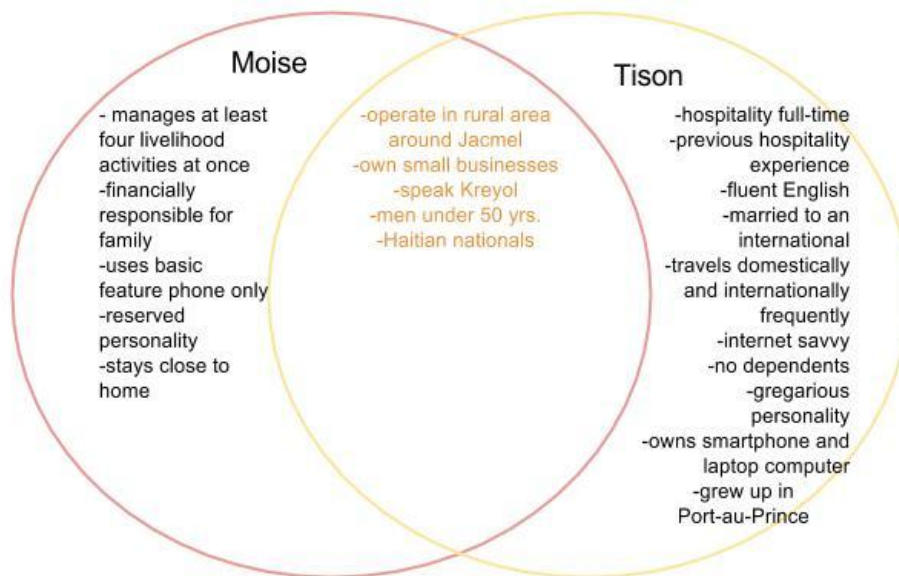 Moise
- manages at least
four livelihood
activities at once
-financially
responsible for
family
-uses basic
feature phone only
-reserved
personality
-stays close to
home
-operate in rural area
around Jacmel
-own small businesses
-speak Kreyol
-men under 50 yrs.
-Haitian nationals
Tison
-hospitality full-time
-previous hospitality
experience
-fluent English
-married to an
international
-travels domestically
and internationally
frequently
-internet savvy
-no dependents
-gregarious
personality
-owns smartphone and
laptop computer
-grew up in
Port-au-Prince